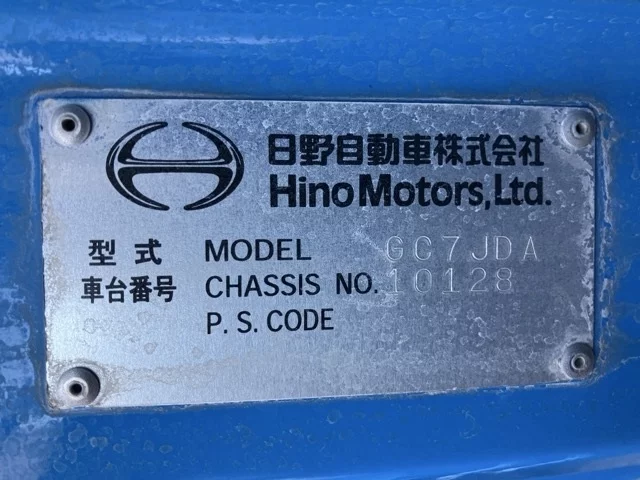 日野自動車株式会社
Hino Motors, Ltd.
型式 MODEL GC7JDA
車台番号 CHASSIS NO. 10128
P. S. CODE